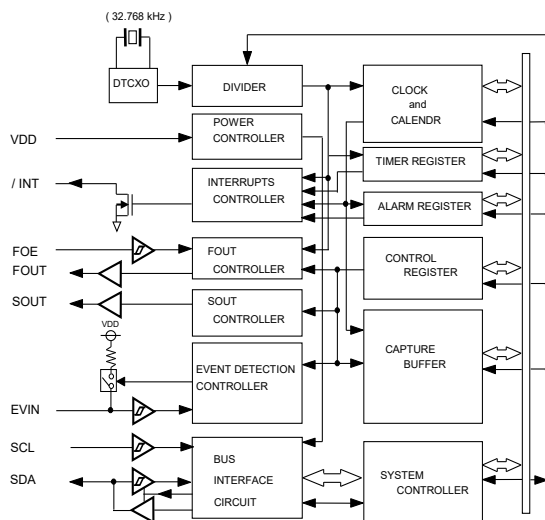 ( 32.768 kHz )
DTCXO
DIVIDER
CLOCK
and
CALENDR
POWER
CONTROLLER
VDD
TIMER REGISTER
/ INT
INTERRUPTS
CONTROLLER
ALARM REGISTER
FOE
FOUT
FOUT
CONTROLLER
CONTROL
REGISTER
SOUT
SOUT
CONTROLLER
VDD
CAPTURE
BUFFER
EVENT DETECTION
CONTROLLER
EVIN
SCL
SDA
BUS
INTERFACE
CIRCUIT
SYSTEM
CONTROLLER